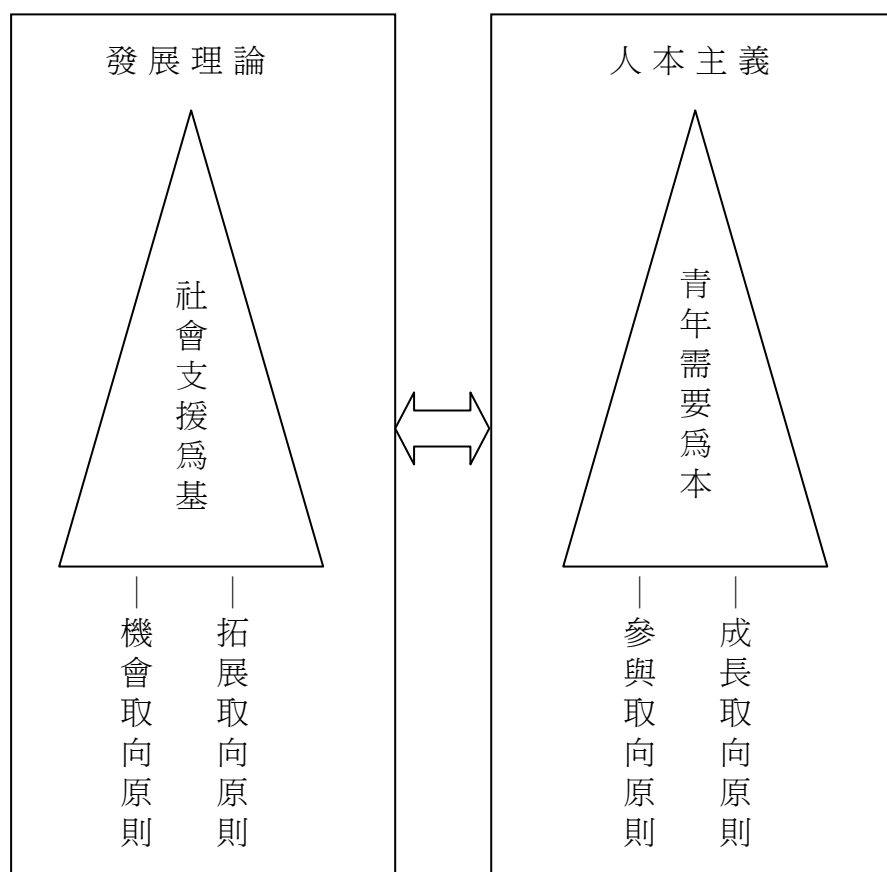 發展理論
社會支援爲基
—機會取向原則
—拓展取向原則
人本主義
青年需要爲本
—參與取向原則
—成長取向原則